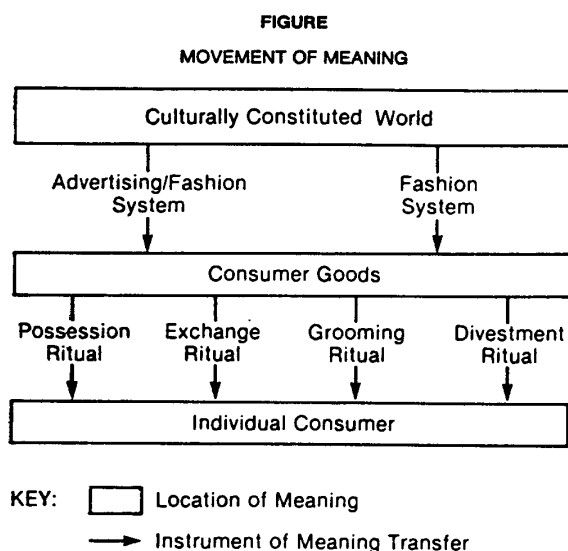 FIGURE
MOVEMENT OF MEANING
Culturally Constituted World
Advertising/Fashion System
Fashion System
Consumer Goods
Possession Ritual
Exchange Ritual
Grooming Ritual
Divestment Ritual
Individual Consumer
KEY:
Location of Meaning
Instrument of Meaning Transfer